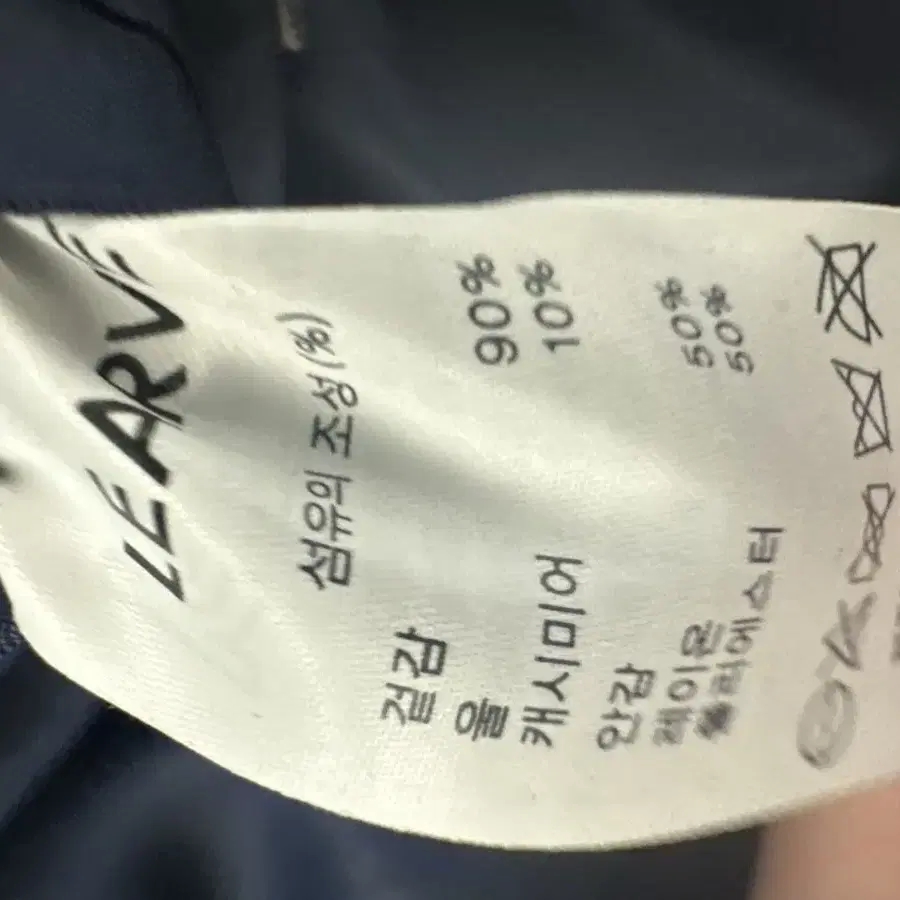 LEARVE
섬유의 조성(%)
겉감
울 90%
캐시미어 10%
안감
레이온 50%
폴리에스터 50%